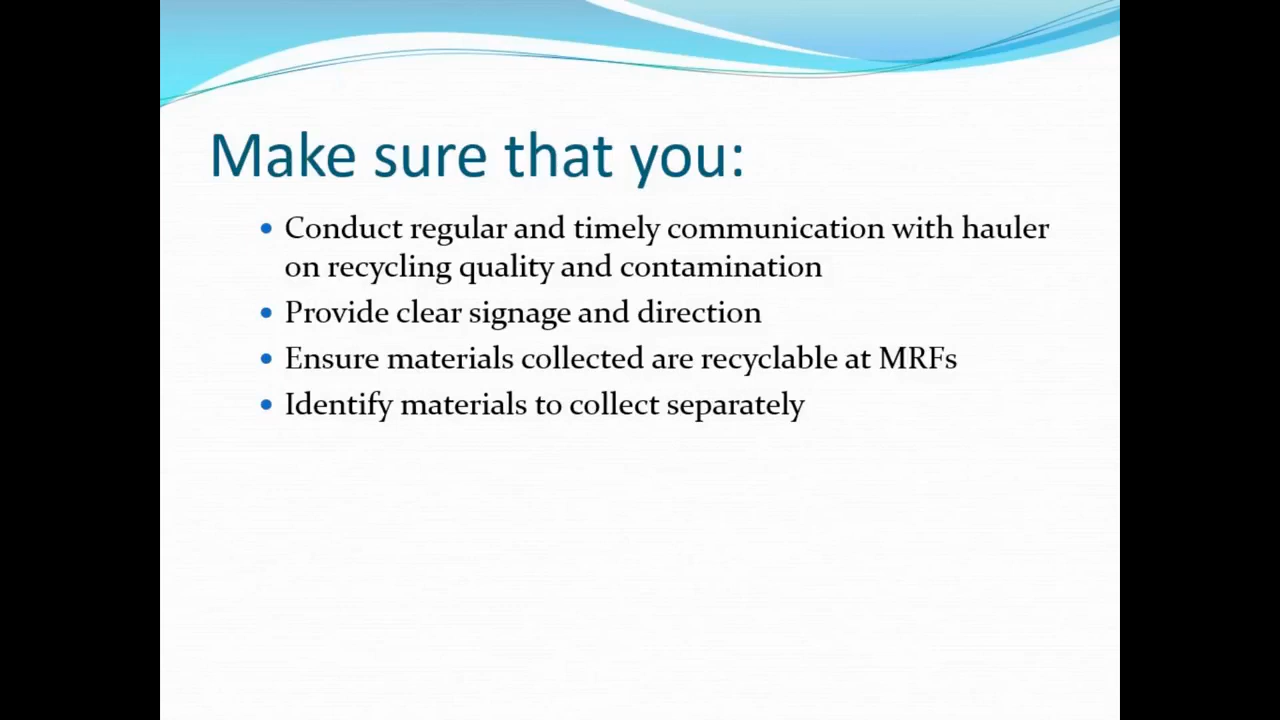 Make sure that you:
• Conduct regular and timely communication with hauler
on recycling quality and contamination
• Provide clear signage and direction
• Ensure materials collected are recyclable at MRFs
• Identify materials to collect separately